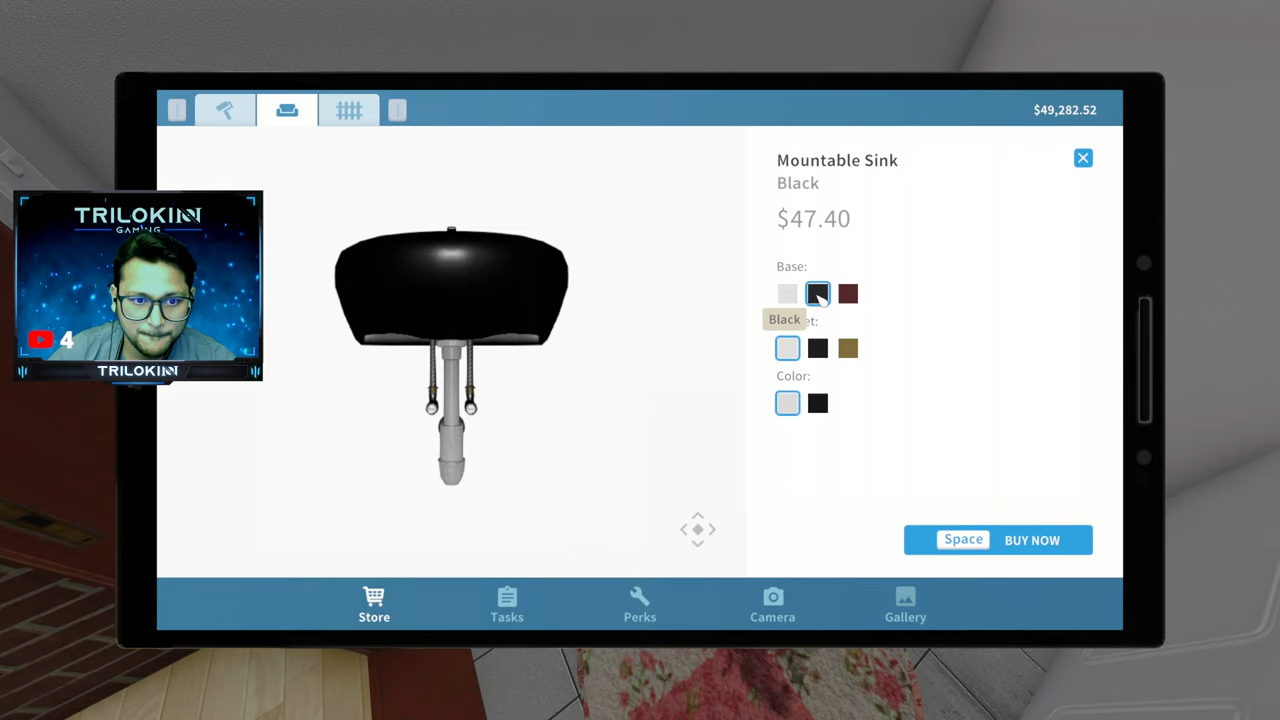 $49,282.52
Mountable Sink
Black
$47.40
Base:
Black
et:
Color:
Space BUY NOW
Store
Tasks
Perks
Camera
Gallery
TRILOKIN
GAMING
4
TRILOKIN